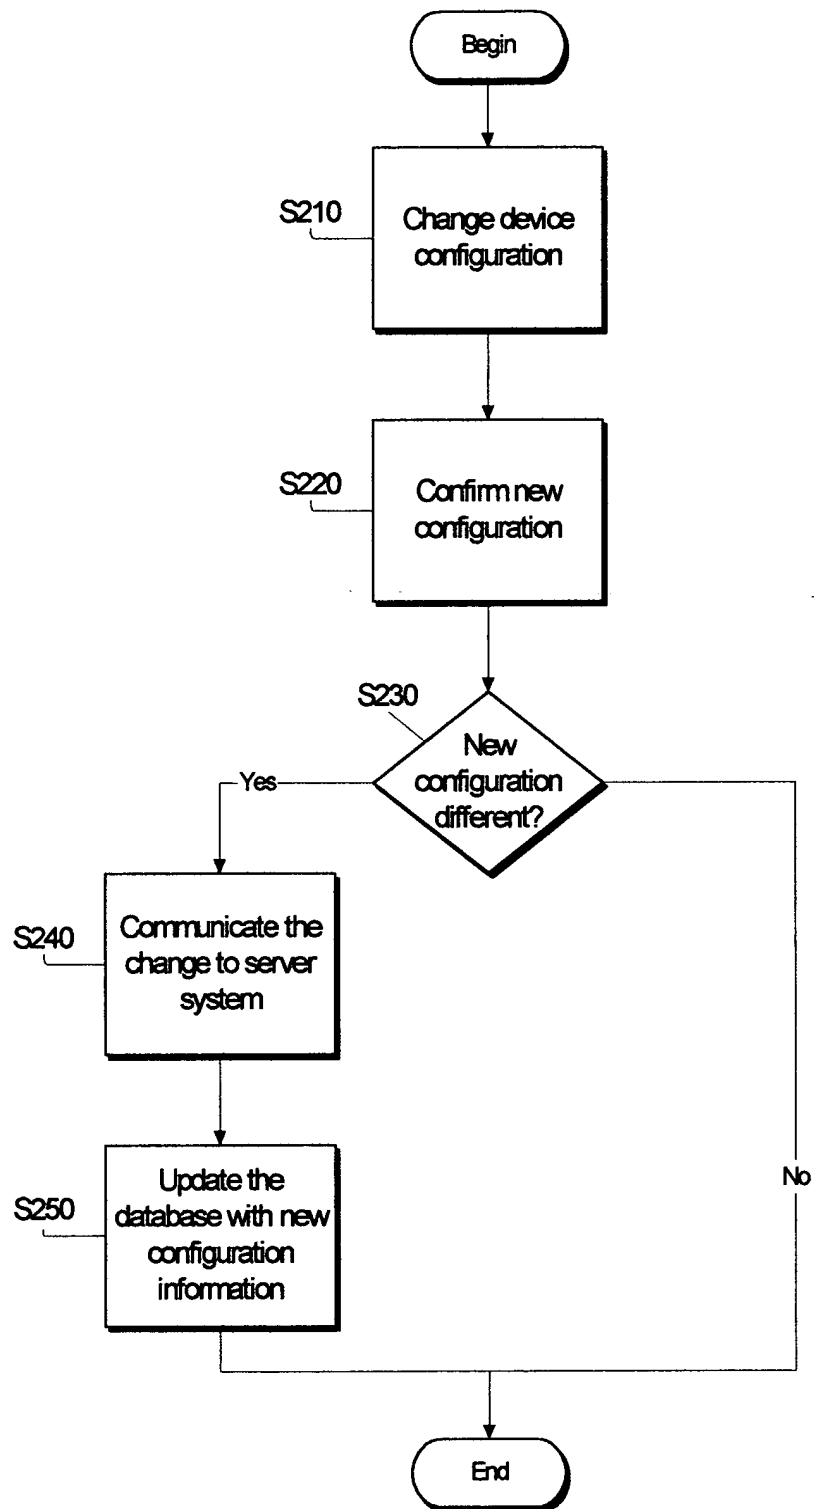 Begin
S210
Change device
configuration
S220
Confirm new
configuration
S230
New
configuration
different?
Yes
S240
Communicate the
change to server
system
S250
Update the
database with new
configuration
information
No
End